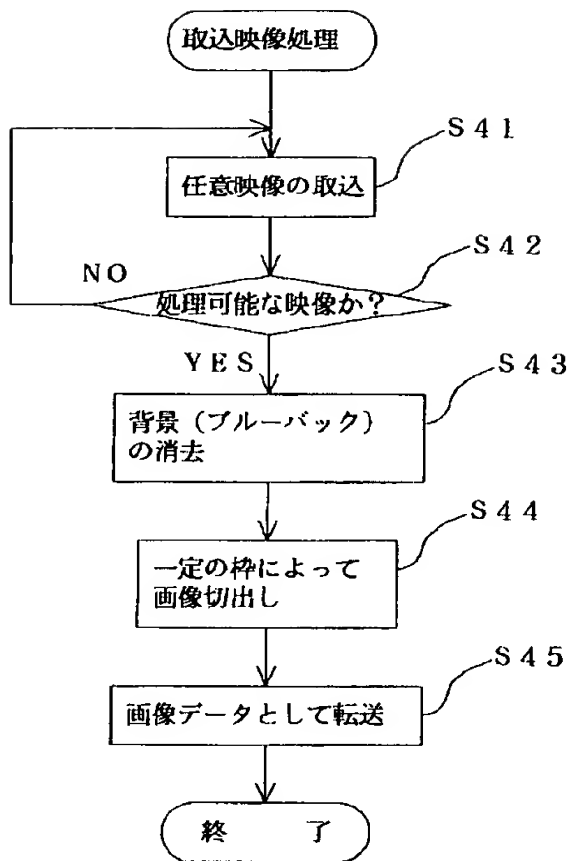 取込映像処理
S41
任意映像の取込
S42
NO
処理可能な映像か?
YES
S43
背景(ブルーバック)
の消去
S44
一定の枠によって
画像切出し
S45
画像データとして転送
終 了